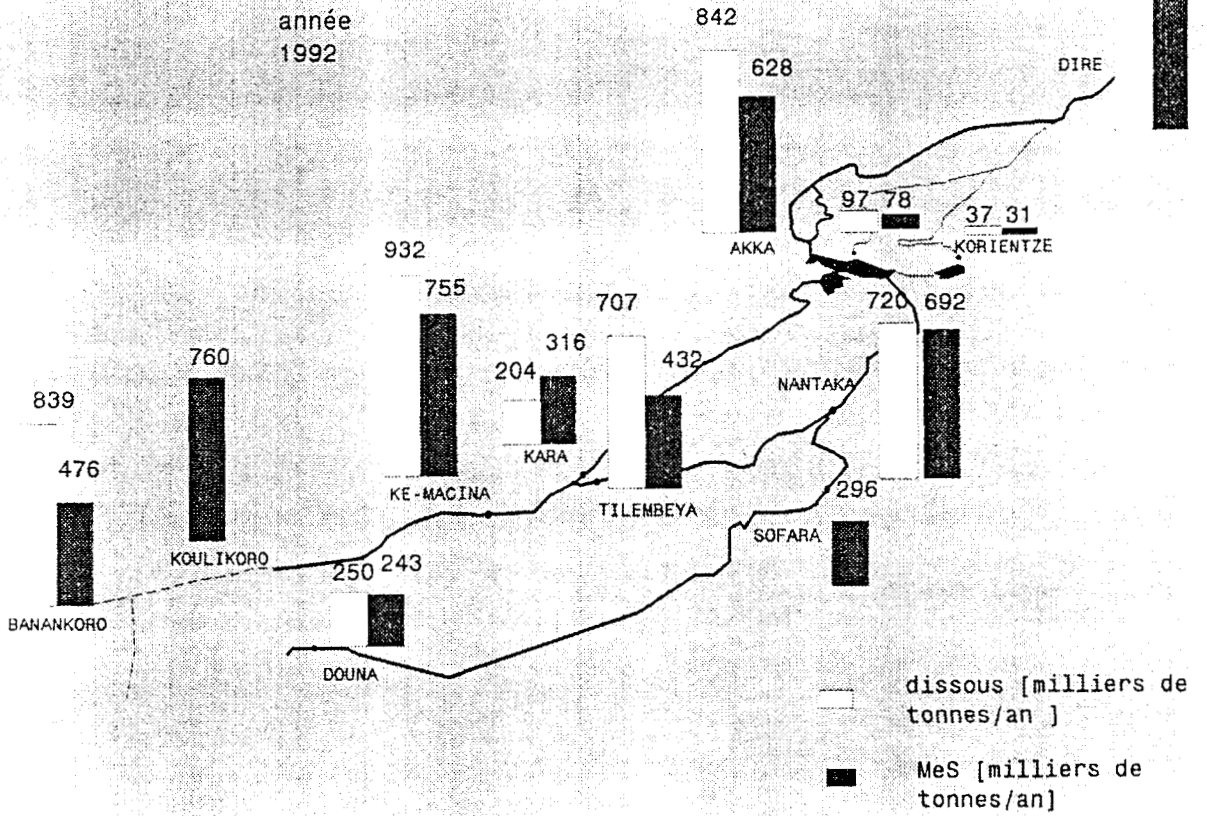 année
1992
842
628
DIRE
97 78
37 31
AKKA
KORIENTZE
932
755
707
720 692
760
316
204
432
NANTAKA
839
KARA
476
KE-MACINA
296
TILEMBEYA
SOFARA
KOULIKORO
250 243
BANANKORO
DOUNA
dissous [milliers de
tonnes/an ]
MeS [milliers de
tonnes/an]